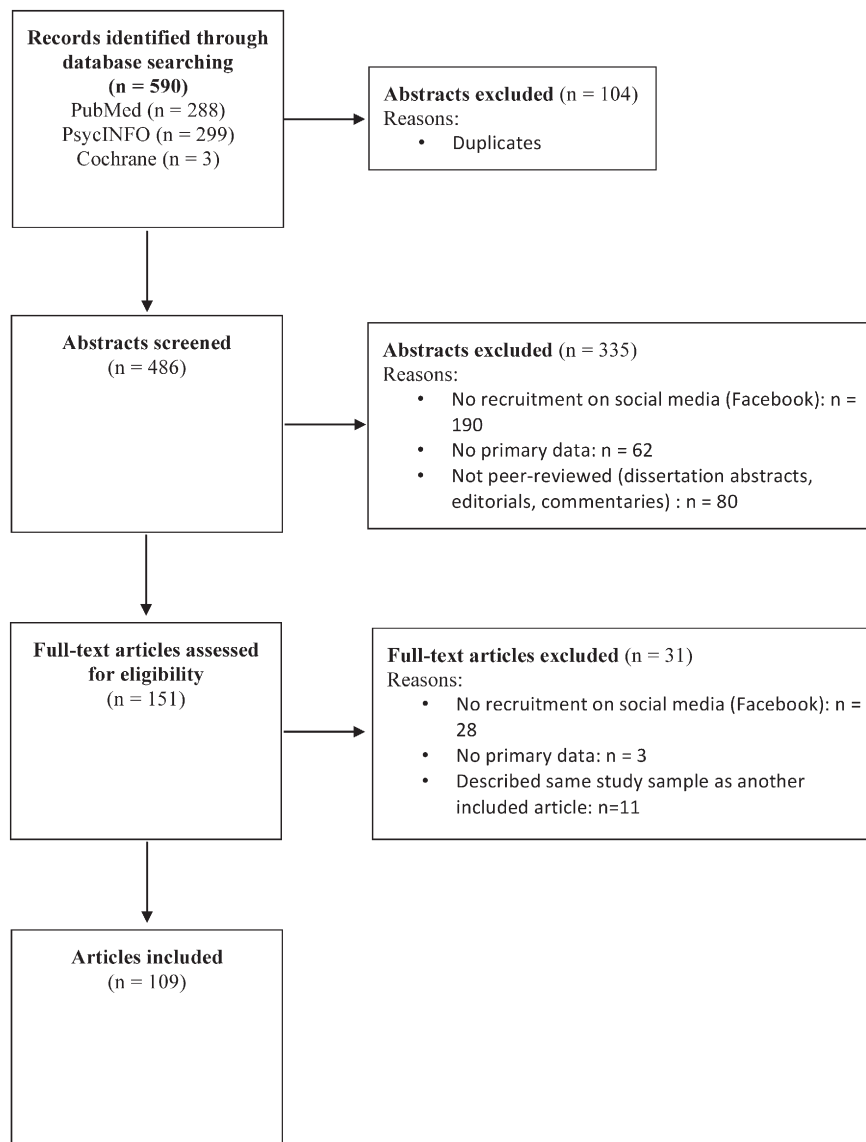 Records identified through
database searching
(n = 590)
PubMed (n = 288)
PsycINFO (n = 299)
Cochrane (n = 3)
Abstracts excluded (n = 104)
Reasons:
• Duplicates
Abstracts screened
(n = 486)
Abstracts excluded (n = 335)
Reasons:
• No recruitment on social media (Facebook): n =
190
• No primary data: n = 62
• Not peer-reviewed (dissertation abstracts,
editorials, commentaries) : n = 80
Full-text articles assessed
for eligibility
(n = 151)
Full-text articles excluded (n = 31)
Reasons:
• No recruitment on social media (Facebook): n =
28
• No primary data: n = 3
• Described same study sample as another
included article: n=11
Articles included
(n = 109)